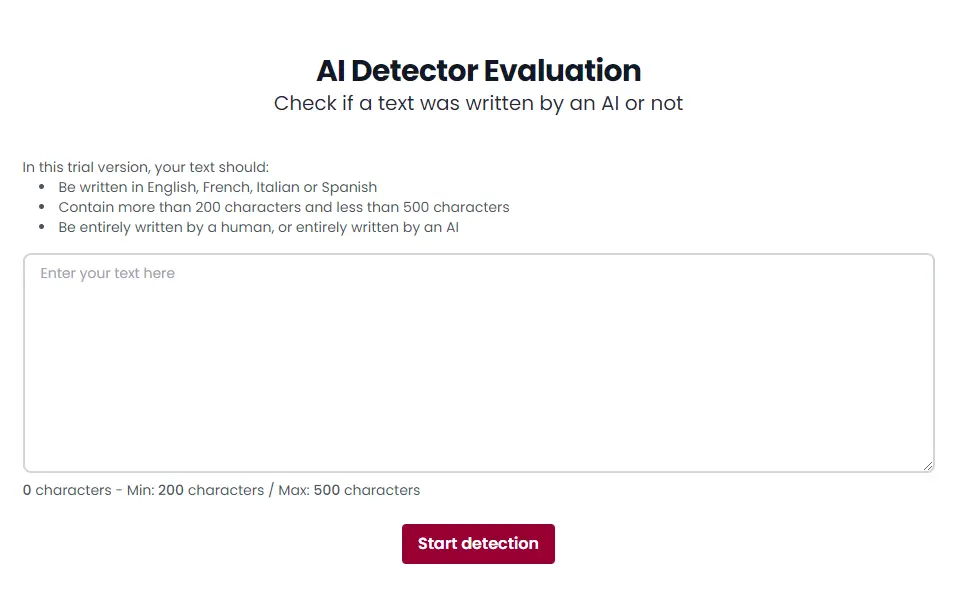 AI Detector Evaluation
Check if a text was written by an AI or not
In this trial version, your text should:
• Be written in English, French, Italian or Spanish
• Contain more than 200 characters and less than 500 characters
• Be entirely written by a human, or entirely written by an AI
Enter your text here
0 characters - Min: 200 characters / Max: 500 characters
Start detection